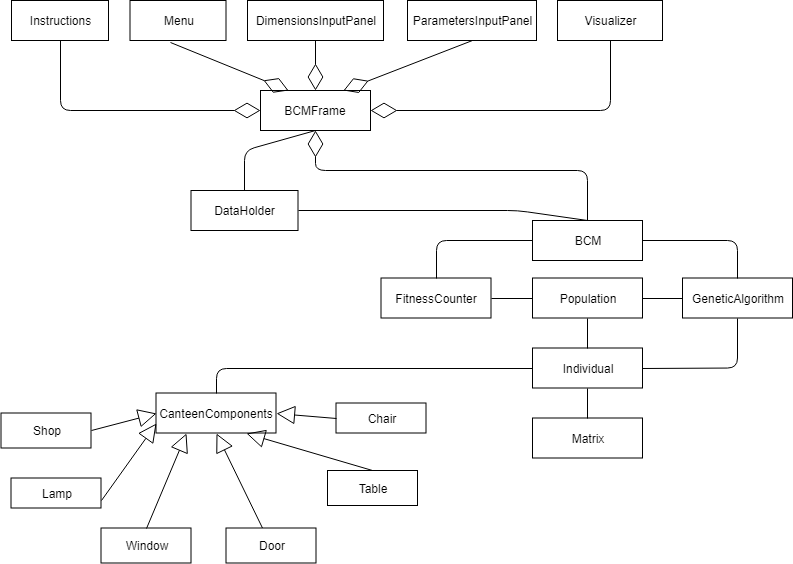 Instructions
Menu
DimensionsInputPanel
ParametersInputPanel
Visualizer
BCMFrame
DataHolder
BCM
FitnessCounter
Population
GeneticAlgorithm
Individual
CanteenComponents
Chair
Shop
Matrix
Lamp
Table
Window
Door